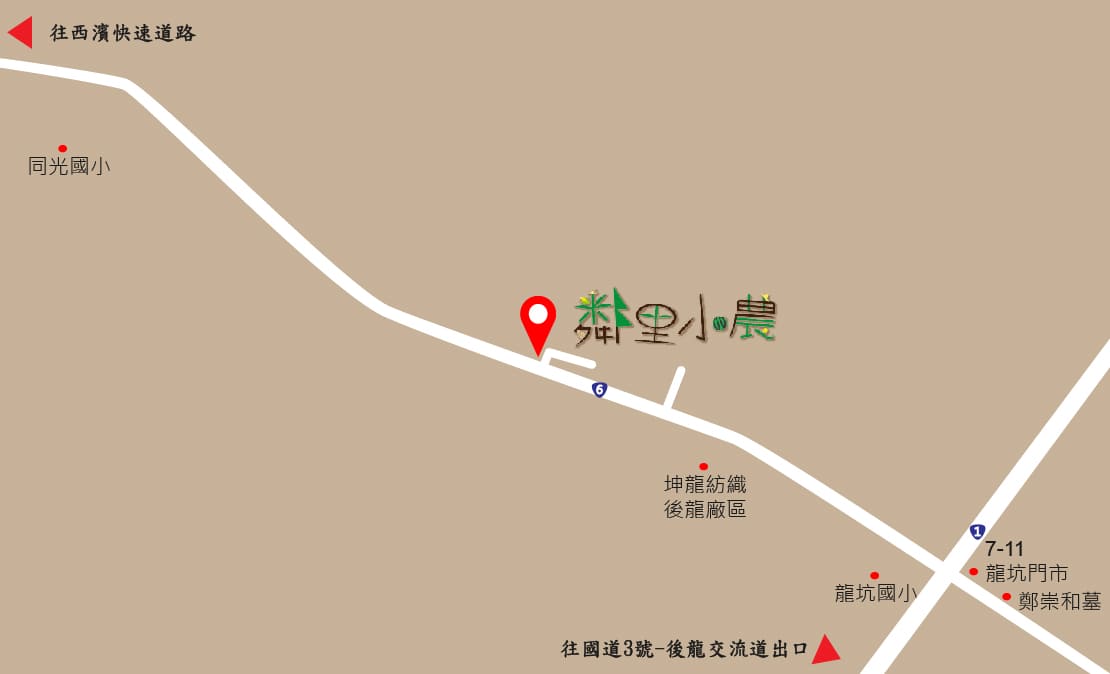 往西濱快速道路
同光國小
鄰里小農
6
坤龍紡織
後龍廠區
1
7-11
龍坑門市
龍坑國小
鄭崇和墓
往國道3號-後龍交流道出口